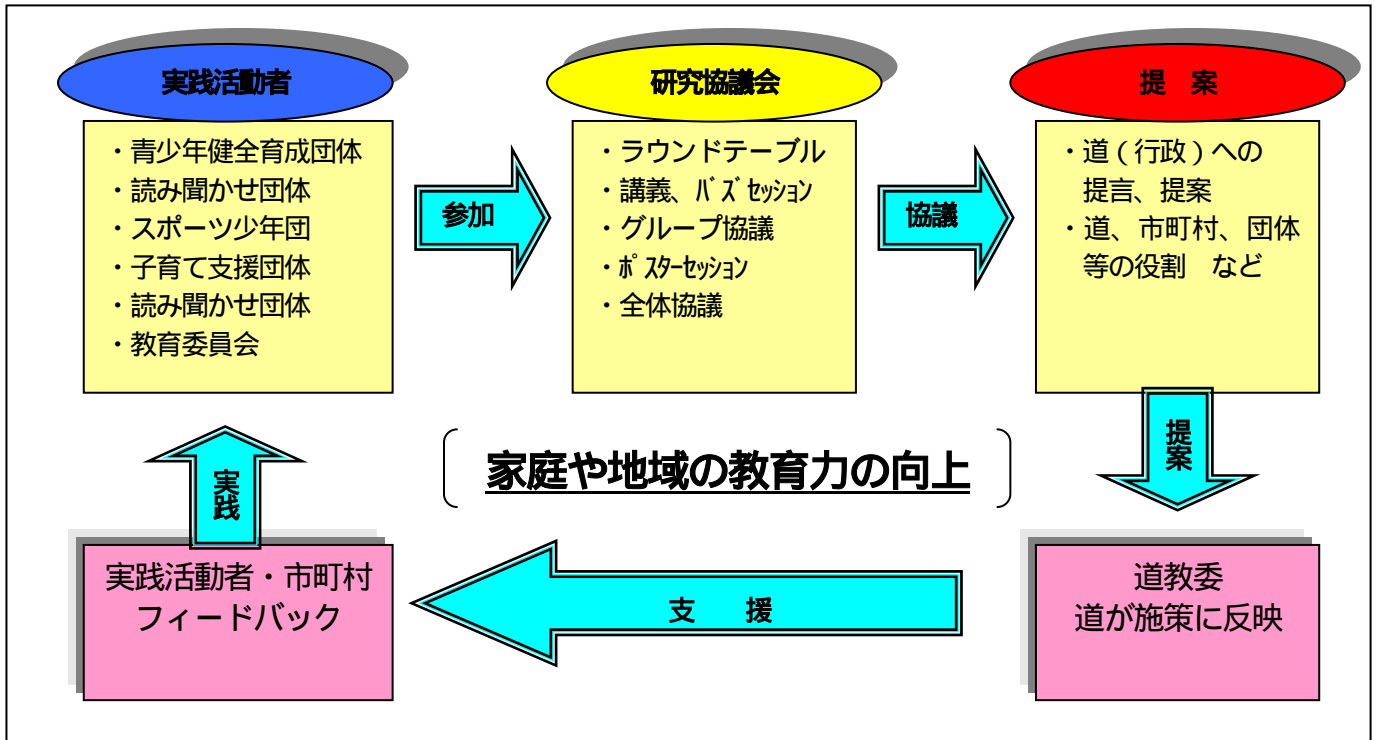 実践活動者
・青少年健全育成団体
・読み聞かせ団体
・スポーツ少年団
・子育て支援団体
・読み聞かせ団体
・教育委員会
参加
研究協議会
・ラウンドテーブル
・講義、バズセッション
・グループ協議
・ポスターセッション
・全体協議
協議
提　案
・道（行政）への
提言、提案
・道、市町村、団体
等の役割　など
提案
家庭や地域の教育力の向上
道教委
道が施策に反映
支　援
実践活動者・市町村
フィードバック
実践